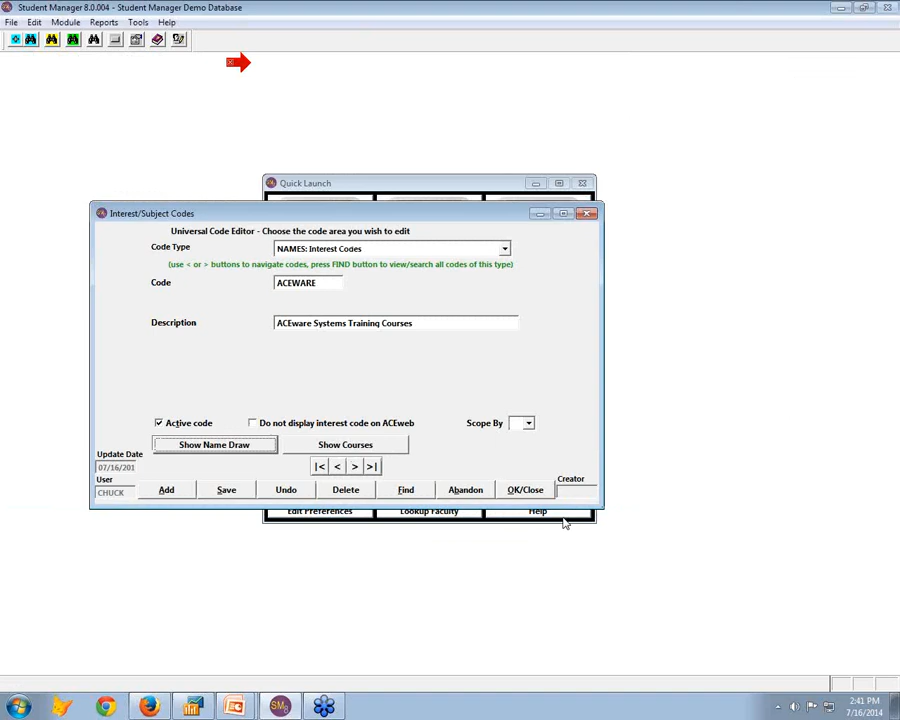 Student Manager 8.0.004 - Student Manager Demo Database
File Edit Module Reports Tools Help
Quick Launch
Interest/Subject Codes
Universal Code Editor - Choose the code area you wish to edit
Code Type NAMES: Interest Codes
(use < or > buttons to navigate codes, press FIND button to view/search all codes of this type)
Code ACEWARE
Description ACEware Systems Training Courses
Active code Do not display interest code on ACEweb Scope By
Show Name Draw Show Courses
Update Date
07/16/201
|< < > >|
User Creator
CHUCK Add Save Undo Delete Find Abandon OK/Close
Edit Preferences Lookup Faculty Help
2:41 PM
7/16/2014